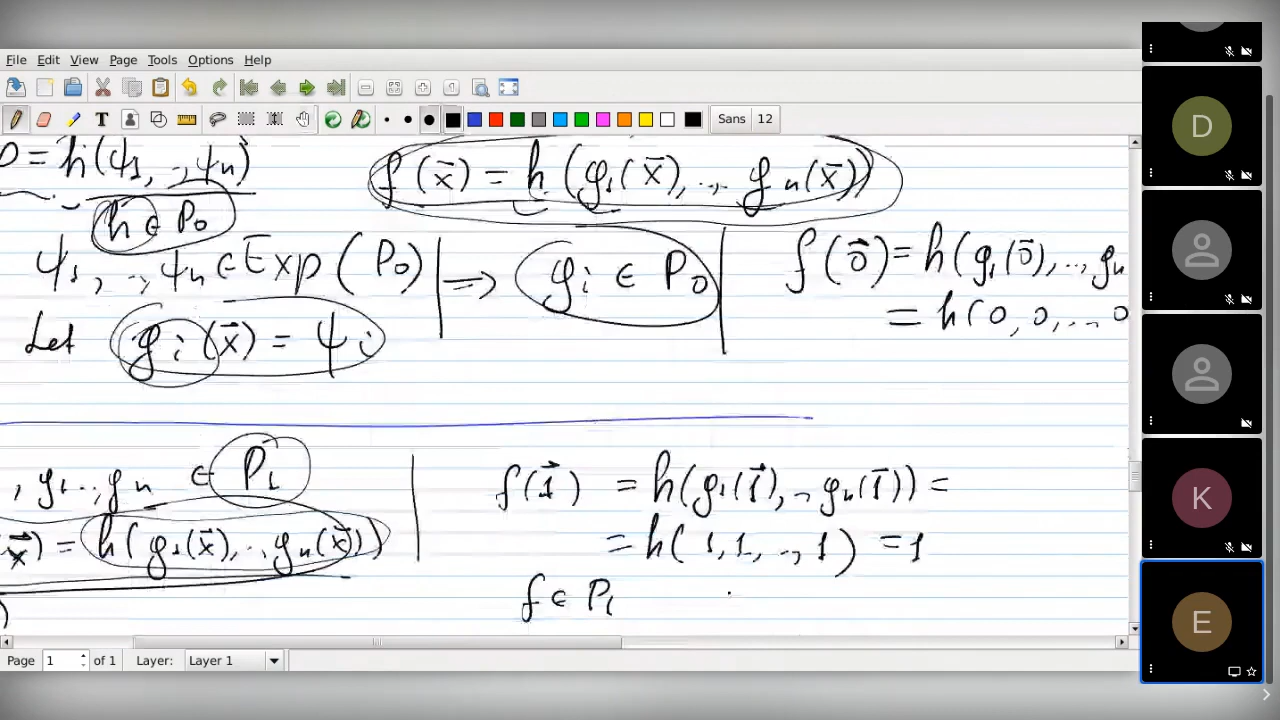 File Edit View Page Tools Options Help
Sans 12
= h(ψ1, .., ψn)
h ∈ P0
ψ1, .., ψn ∈ Exp(P0) ⟹ gi ∈ P0
Let gi(x⃗) = ψi
f(x̄) = h(g1(x̄), .., gn(x̄))
f(0⃗) = h(g1(0⃗), .., gn
= h(0, 0, .. 0
, g1.., gn ∈ P1
x⃗) = h(g1(x⃗), .., gn(x⃗))
f(1⃗) = h(g1(1⃗), .., gn(1⃗)) =
= h(1, 1, .., 1) = 1
f ∈ P1
Page 1 of 1 Layer: Layer 1
D
K
E